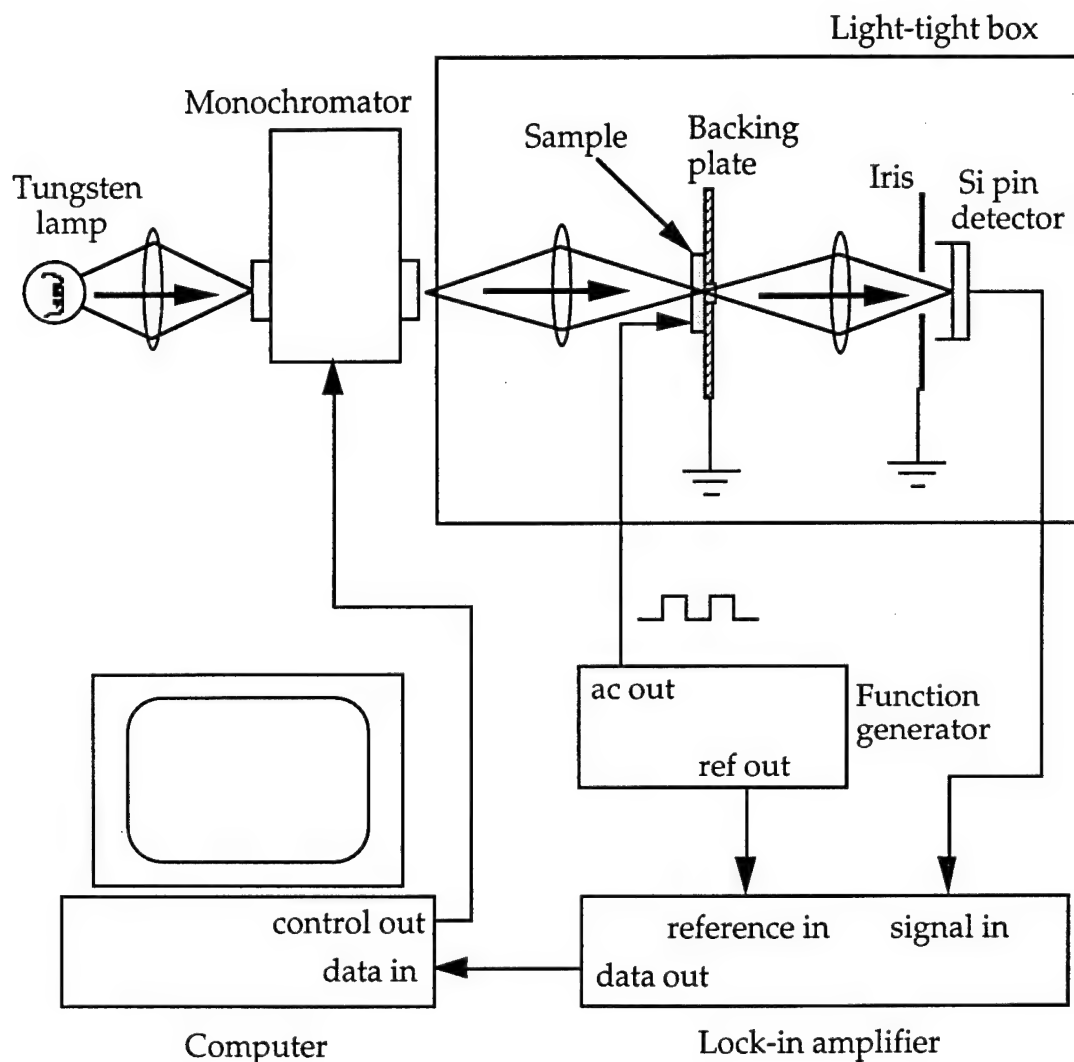 Light-tight box
Monochromator
Sample
Backing
plate
Tungsten
lamp
Iris
Si pin
detector
ac out
Function
generator
ref out
control out
reference in
signal in
data in
data out
Computer
Lock-in amplifier